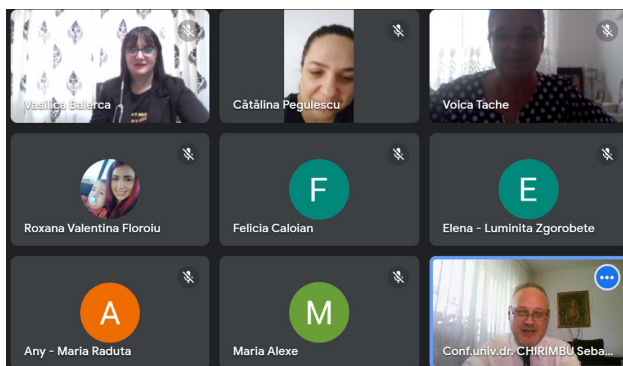 Vasilica Balerca
Cătălina Pegulescu
Voica Tache
Roxana Valentina Floroiu
F
Felicia Caloian
E
Elena - Luminita Zgorobete
A
Any - Maria Raduta
M
Maria Alexe
Conf.univ.dr. CHIRIMBU Seba...